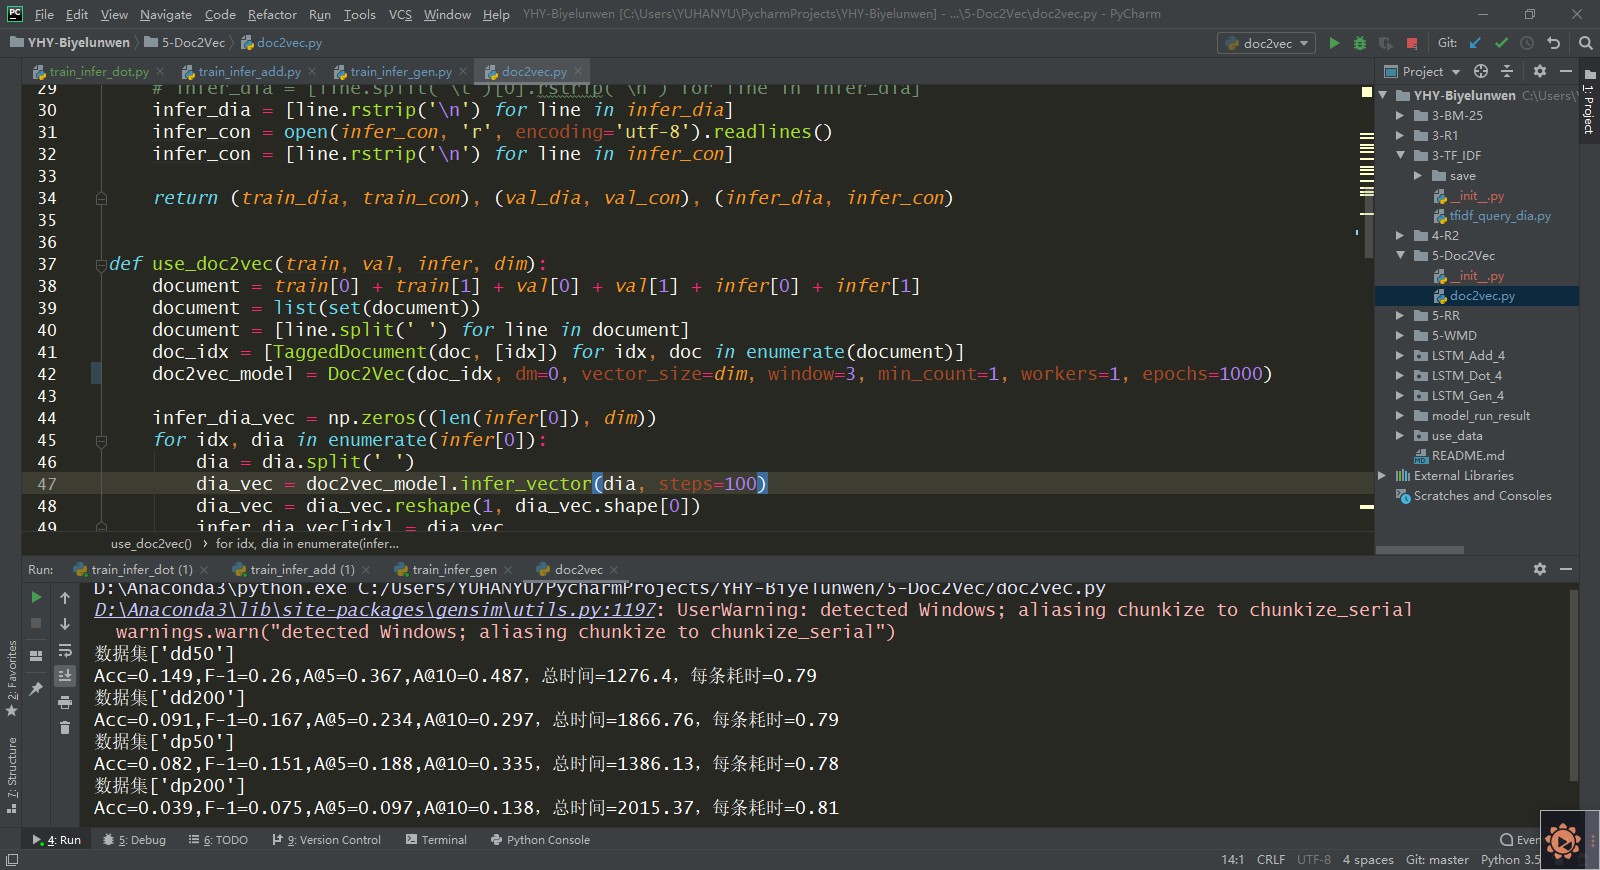 PC File Edit View Navigate Code Refactor Run Tools VCS Window Help YHY-Biyelunwen [C:\Users\YUHANYU\PycharmProjects\YHY-Biyelunwen] - ...\5-Doc2Vec\doc2vec.py - PyCharm
YHY-Biyelunwen 5-Doc2Vec doc2vec.py doc2vec Git:
train_infer_dot.py train_infer_add.py train_infer_gen.py doc2vec.py
29 # infer_dia = [line.split('\t')[0].rstrip('\n') for line in infer_dia]
30 infer_dia = [line.rstrip('\n') for line in infer_dia]
31 infer_con = open(infer_con, 'r', encoding='utf-8').readlines()
32 infer_con = [line.rstrip('\n') for line in infer_con]
33
34 return (train_dia, train_con), (val_dia, val_con), (infer_dia, infer_con)
35
36
37 def use_doc2vec(train, val, infer, dim):
38 document = train[0] + train[1] + val[0] + val[1] + infer[0] + infer[1]
39 document = list(set(document))
40 document = [line.split(' ') for line in document]
41 doc_idx = [TaggedDocument(doc, [idx]) for idx, doc in enumerate(document)]
42 doc2vec_model = Doc2Vec(doc_idx, dm=0, vector_size=dim, window=3, min_count=1, workers=1, epochs=1000)
43
44 infer_dia_vec = np.zeros((len(infer[0]), dim))
45 for idx, dia in enumerate(infer[0]):
46 dia = dia.split(' ')
47 dia_vec = doc2vec_model.infer_vector(dia, steps=100)
48 dia_vec = dia_vec.reshape(1, dia_vec.shape[0])
49 infer_dia_vec[idx] = dia_vec
use_doc2vec() for idx, dia in enumerate(infer...
Project
YHY-Biyelunwen C:\Users\
3-BM-25
3-R1
3-TF_IDF
save
__init__.py
tfidf_query_dia.py
4-R2
5-Doc2Vec
__init__.py
doc2vec.py
5-RR
5-WMD
LSTM_Add_4
LSTM_Dot_4
LSTM_Gen_4
model_run_result
use_data
README.md
External Libraries
Scratches and Consoles
1: Project
Run: train_infer_dot (1) train_infer_add (1) train_infer_gen doc2vec
D:\Anaconda3\python.exe C:/Users/YUHANYU/PycharmProjects/YHY-Biyelunwen/5-Doc2Vec/doc2vec.py
D:\Anaconda3\lib\site-packages\gensim\utils.py:1197: UserWarning: detected Windows; aliasing chunkize to chunkize_serial
warnings.warn("detected Windows; aliasing chunkize to chunkize_serial")
数据集['dd50']
Acc=0.149,F-1=0.26,A@5=0.367,A@10=0.487，总时间=1276.4，每条耗时=0.79
数据集['dd200']
Acc=0.091,F-1=0.167,A@5=0.234,A@10=0.297，总时间=1866.76，每条耗时=0.79
数据集['dp50']
Acc=0.082,F-1=0.151,A@5=0.188,A@10=0.335，总时间=1386.13，每条耗时=0.78
数据集['dp200']
Acc=0.039,F-1=0.075,A@5=0.097,A@10=0.138，总时间=2015.37，每条耗时=0.81
2: Favorites
7: Structure
4: Run 5: Debug 6: TODO 9: Version Control Terminal Python Console Even
14:1 CRLF UTF-8 4 spaces Git: master Python 3.5